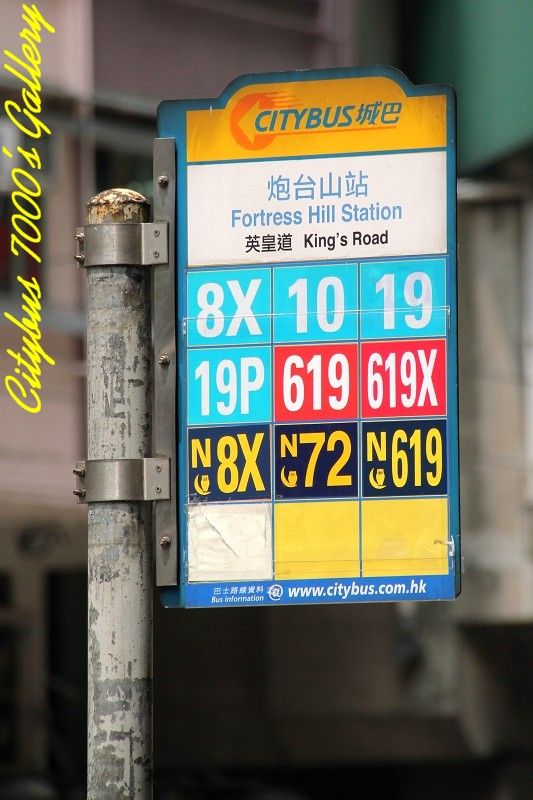 Citybus 7000's Gallery
CITYBUS 城巴
炮台山站
Fortress Hill Station
英皇道 King's Road
8X 10 19
19P 619 619X
N8X N72 N619
巴士路線資料
Bus information @ www.citybus.com.hk